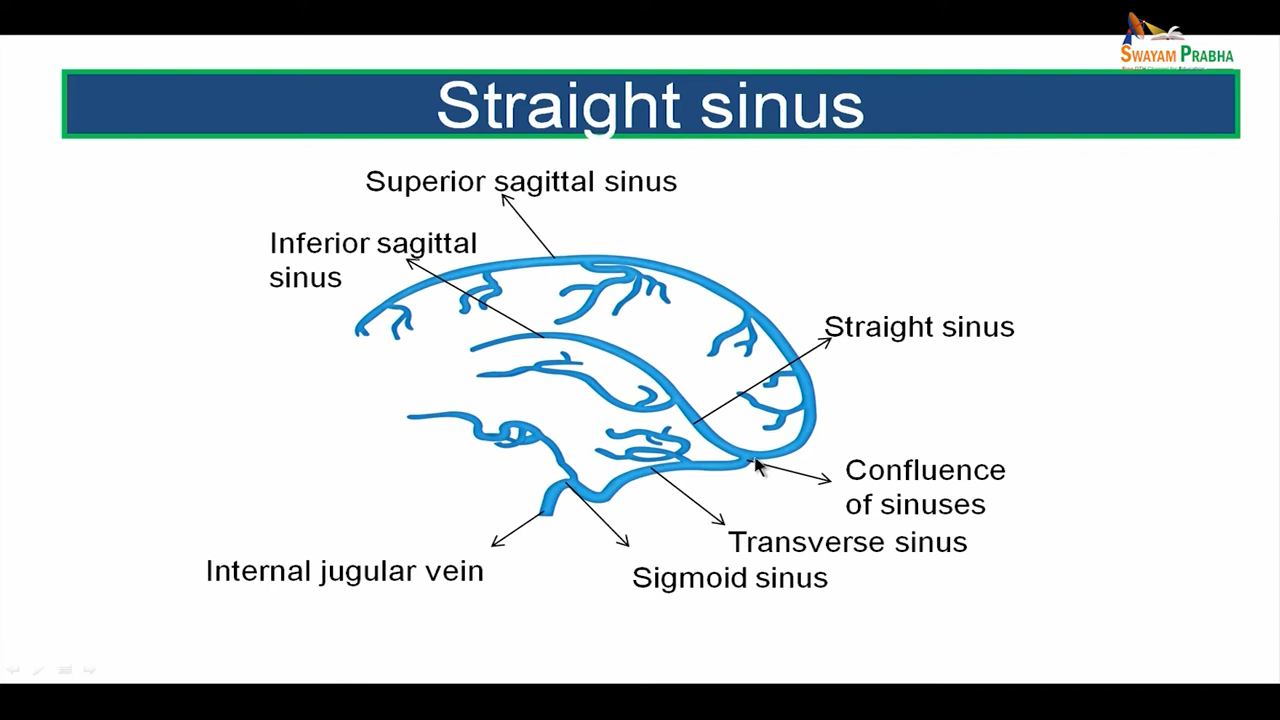 SWAYAM PRABHA
Straight sinus
Superior sagittal sinus
Inferior sagittal
sinus
Straight sinus
Confluence
of sinuses
Transverse sinus
Internal jugular vein
Sigmoid sinus